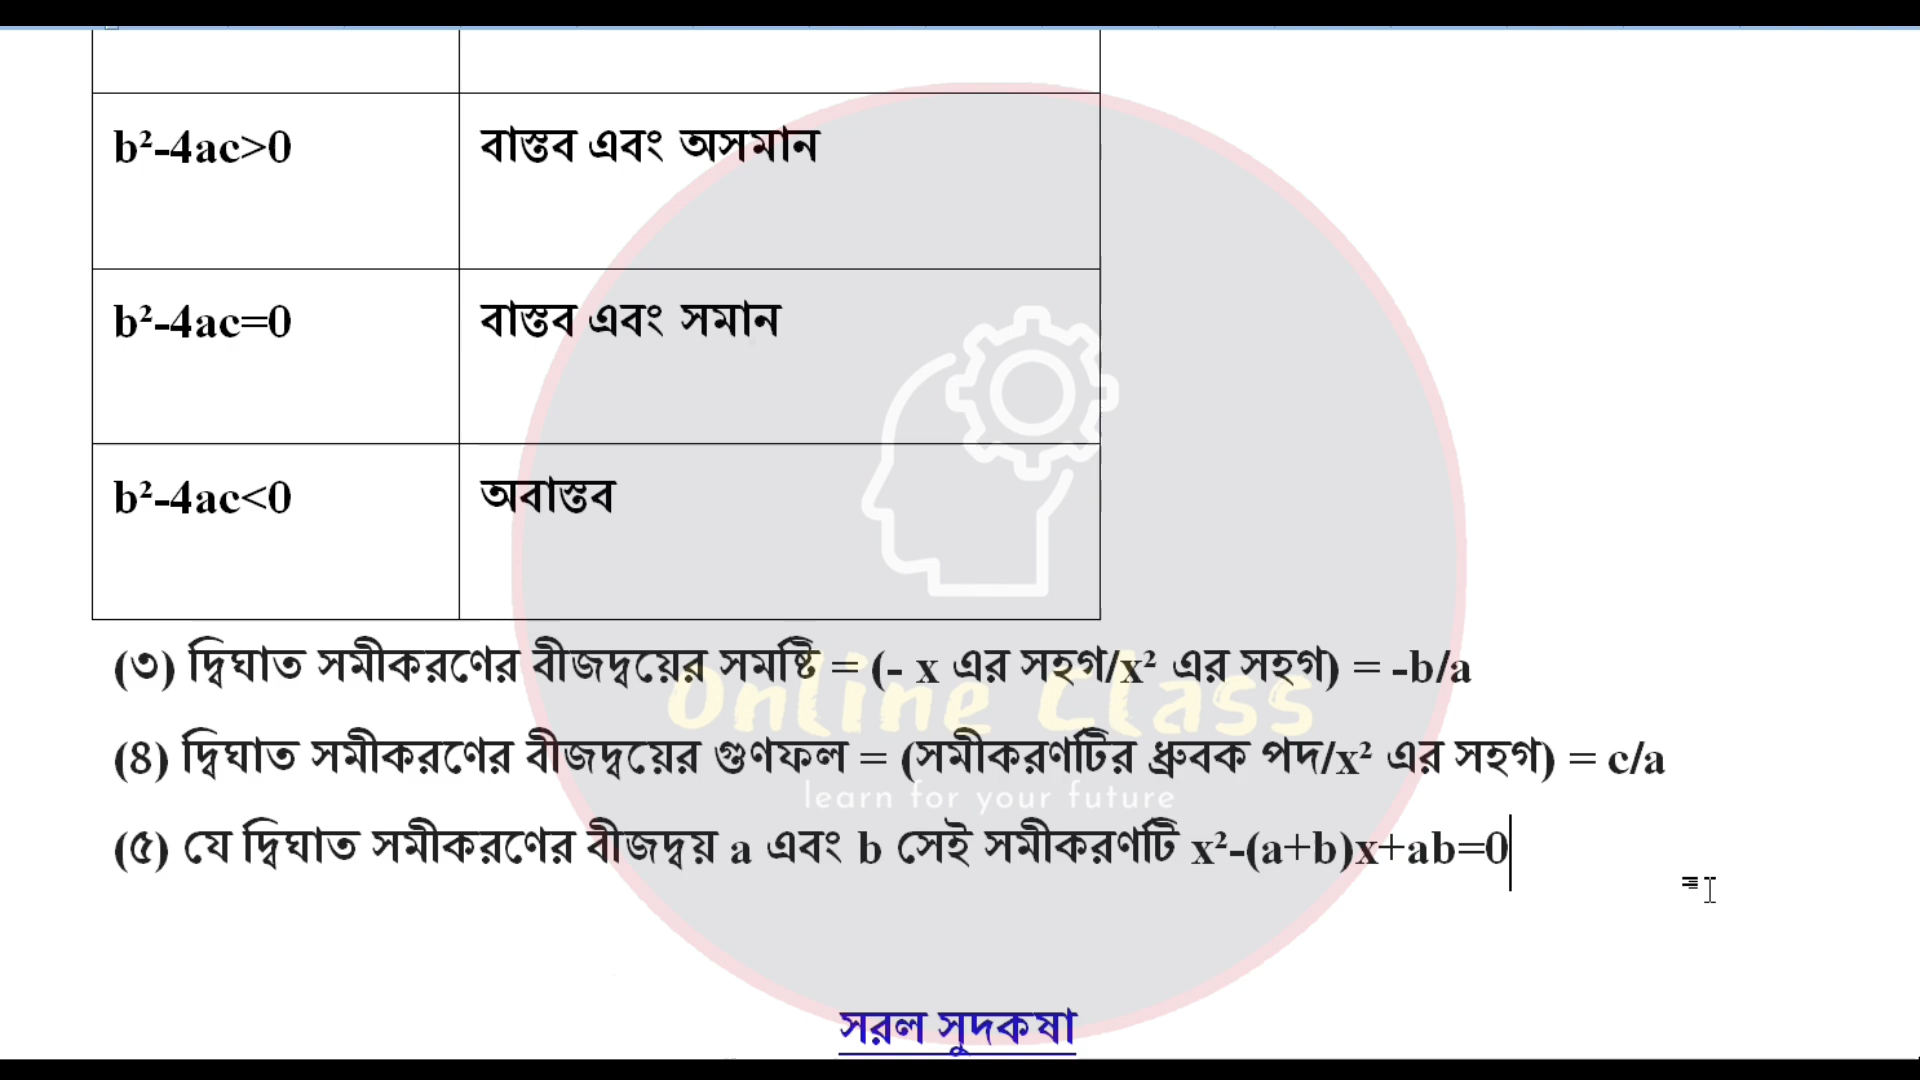 b²-4ac>0 বাস্তব এবং অসমান
b²-4ac=0 বাস্তব এবং সমান
b²-4ac<0 অবাস্তব
(৩) দ্বিঘাত সমীকরণের বীজদ্বয়ের সমষ্টি = (- x এর সহগ/x² এর সহগ) = -b/a
Online Class
(8) দ্বিঘাত সমীকরণের বীজদ্বয়ের গুণফল = (সমীকরণটির ধ্রুবক পদ/x² এর সহগ) = c/a
learn for your future
(৫) যে দ্বিঘাত সমীকরণের বীজদ্বয় a এবং b সেই সমীকরণটি x²-(a+b)x+ab=0
সরল সুদকষা